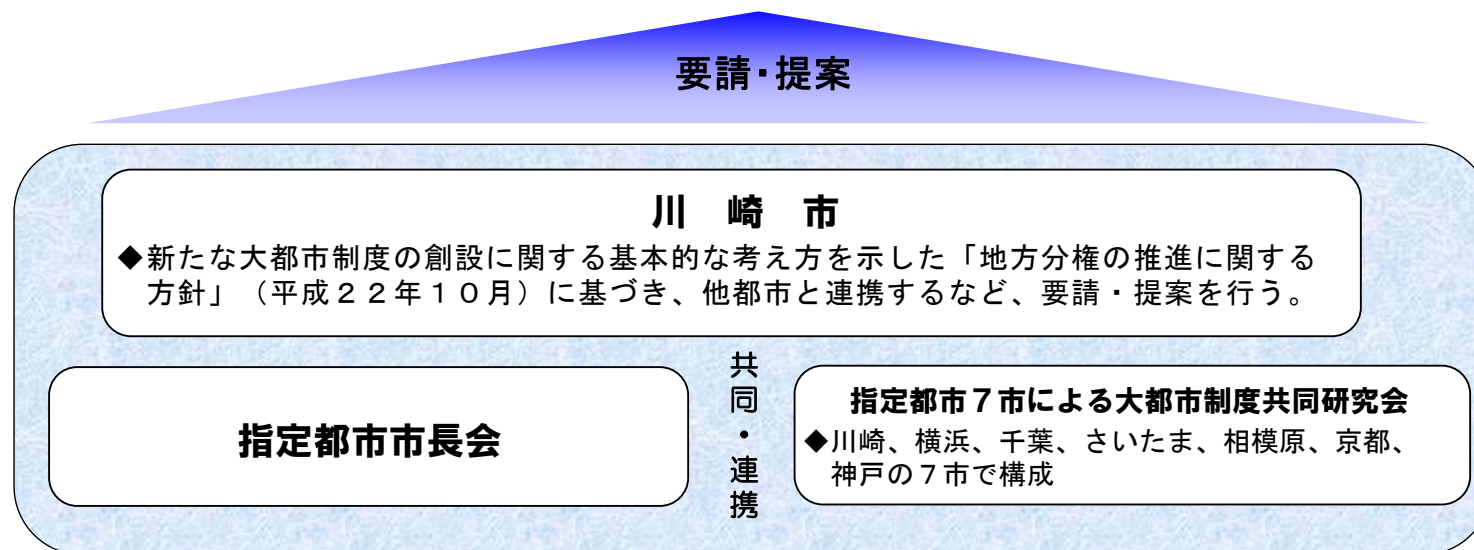 要請・提案
川　崎　市
◆新たな大都市制度の創設に関する基本的な考え方を示した「地方分権の推進に関する
方針」（平成２２年１０月）に基づき、他都市と連携するなど、要請・提案を行う。
共同・連携
指定都市市長会
指定都市７市による大都市制度共同研究会
◆川崎、横浜、千葉、さいたま、相模原、京都、
神戸の７市で構成